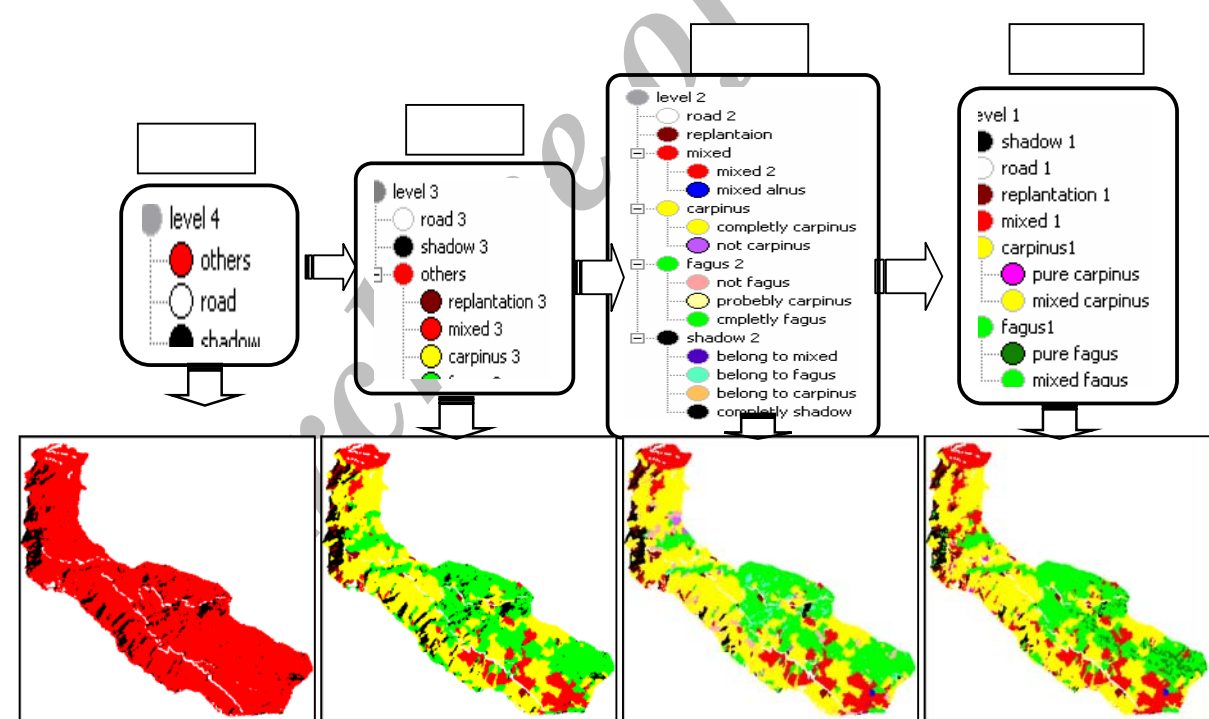 level 4
others
road
shadow
level 3
road 3
shadow 3
others
replantation 3
mixed 3
carpinus 3
level 2
road 2
replantaion
mixed
mixed 2
mixed alnus
carpinus
completly carpinus
not carpinus
fagus 2
not fagus
probebly carpinus
cmpletly fagus
shadow 2
belong to mixed
belong to fagus
belong to carpinus
completly shadow
level 1
shadow 1
road 1
replantation 1
mixed 1
carpinus1
pure carpinus
mixed carpinus
fagus1
pure fagus
mixed fagus